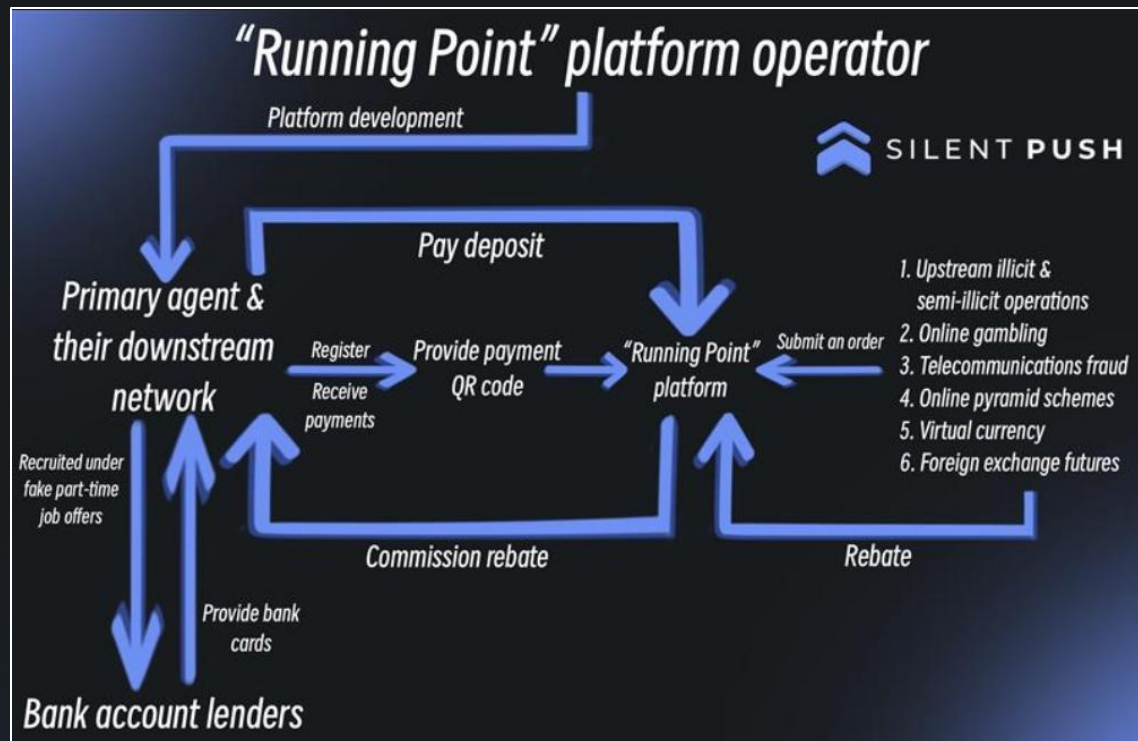 “Running Point” platform operator
Platform development
SILENT PUSH
Pay deposit
Primary agent &
their downstream
network
Register
Receive
payments
Provide payment
QR code
“Running Point”
platform
Submit an order
1. Upstream illicit &
semi-illicit operations
2. Online gambling
3. Telecommunications fraud
4. Online pyramid schemes
5. Virtual currency
6. Foreign exchange futures
Recruited under
fake part-time
job offers
Commission rebate
Rebate
Provide bank
cards
Bank account lenders